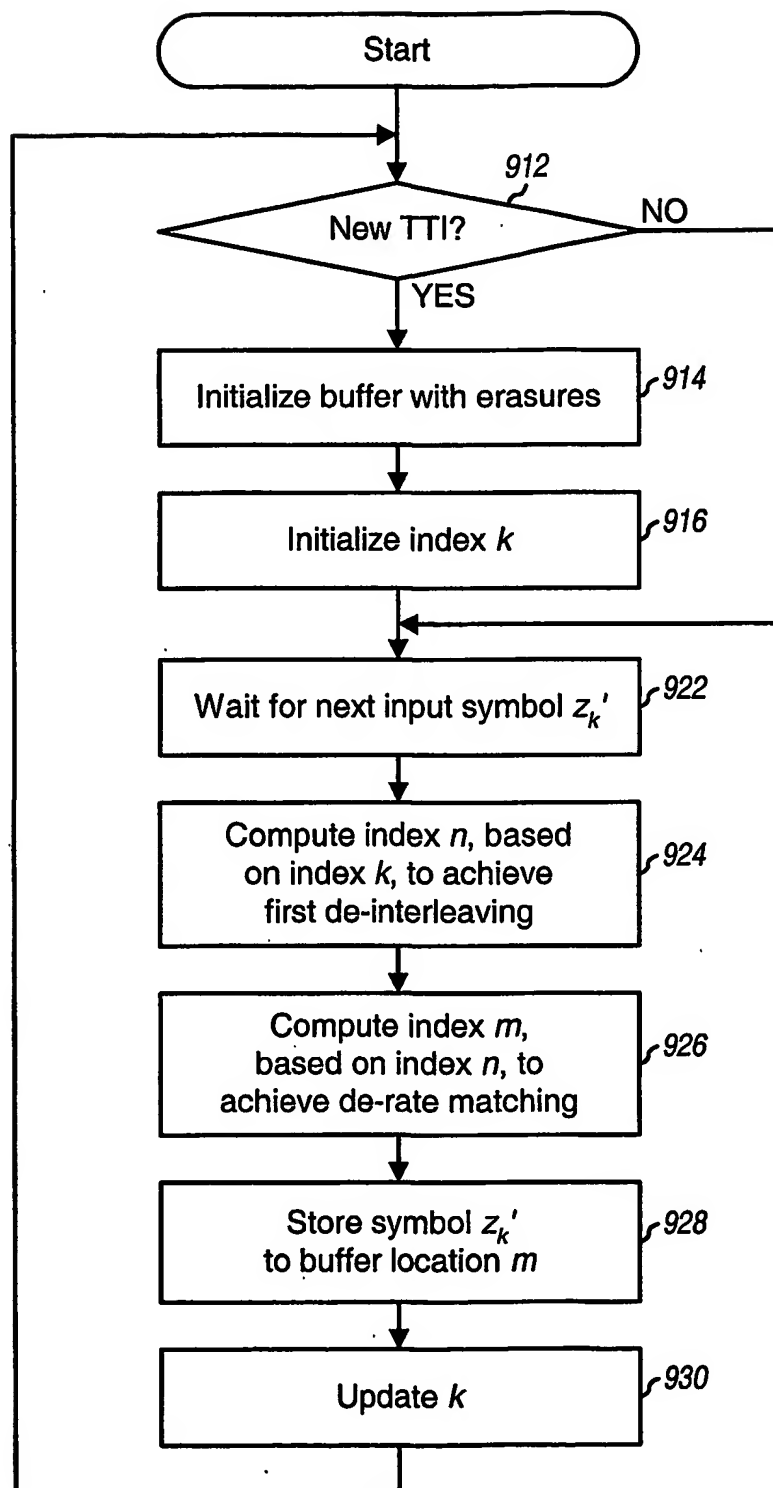 Start
912
New TTI?
NO
YES
Initialize buffer with erasures
914
Initialize index k
916
Wait for next input symbol z_k'
922
Compute index n, based
on index k, to achieve
first de-interleaving
924
Compute index m,
based on index n, to
achieve de-rate matching
926
Store symbol z_k'
to buffer location m
928
Update k
930